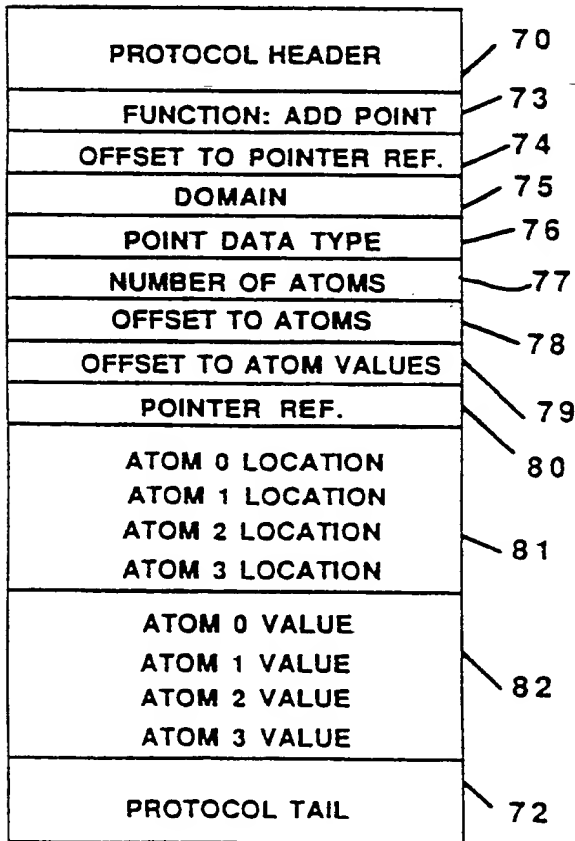 PROTOCOL HEADER 70
FUNCTION: ADD POINT 73
OFFSET TO POINTER REF. 74
DOMAIN 75
POINT DATA TYPE 76
NUMBER OF ATOMS 77
OFFSET TO ATOMS 78
OFFSET TO ATOM VALUES 79
POINTER REF. 80
ATOM 0 LOCATION
ATOM 1 LOCATION
ATOM 2 LOCATION 81
ATOM 3 LOCATION
ATOM 0 VALUE
ATOM 1 VALUE 82
ATOM 2 VALUE
ATOM 3 VALUE
PROTOCOL TAIL 72